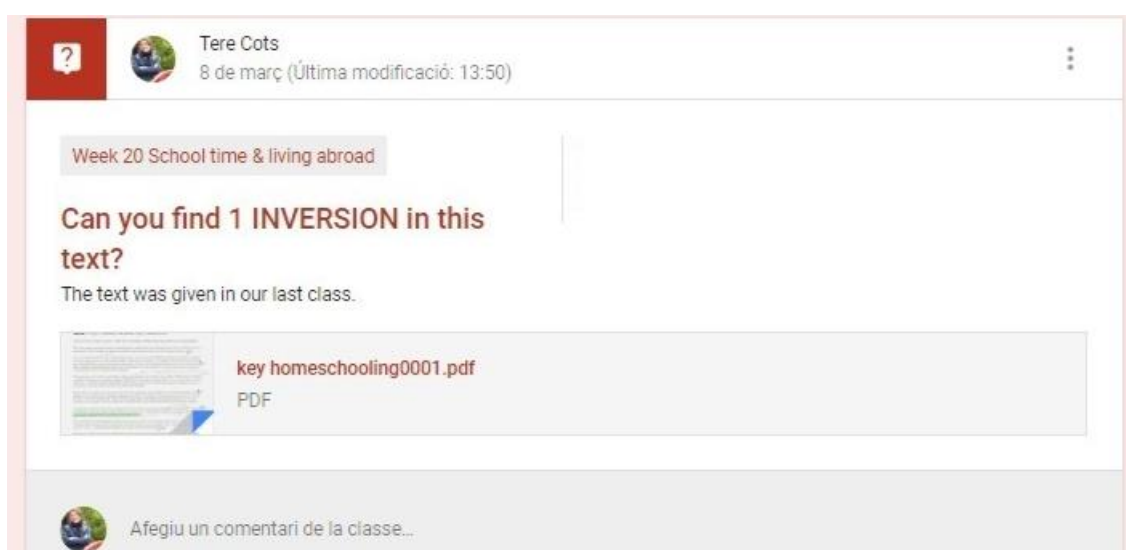 Tere Cots
8 de març (Última modificació: 13:50)
Week 20 School time & living abroad
Can you find 1 INVERSION in this
text?
The text was given in our last class.
key homeschooling0001.pdf
PDF
Afegiu un comentari de la classe...